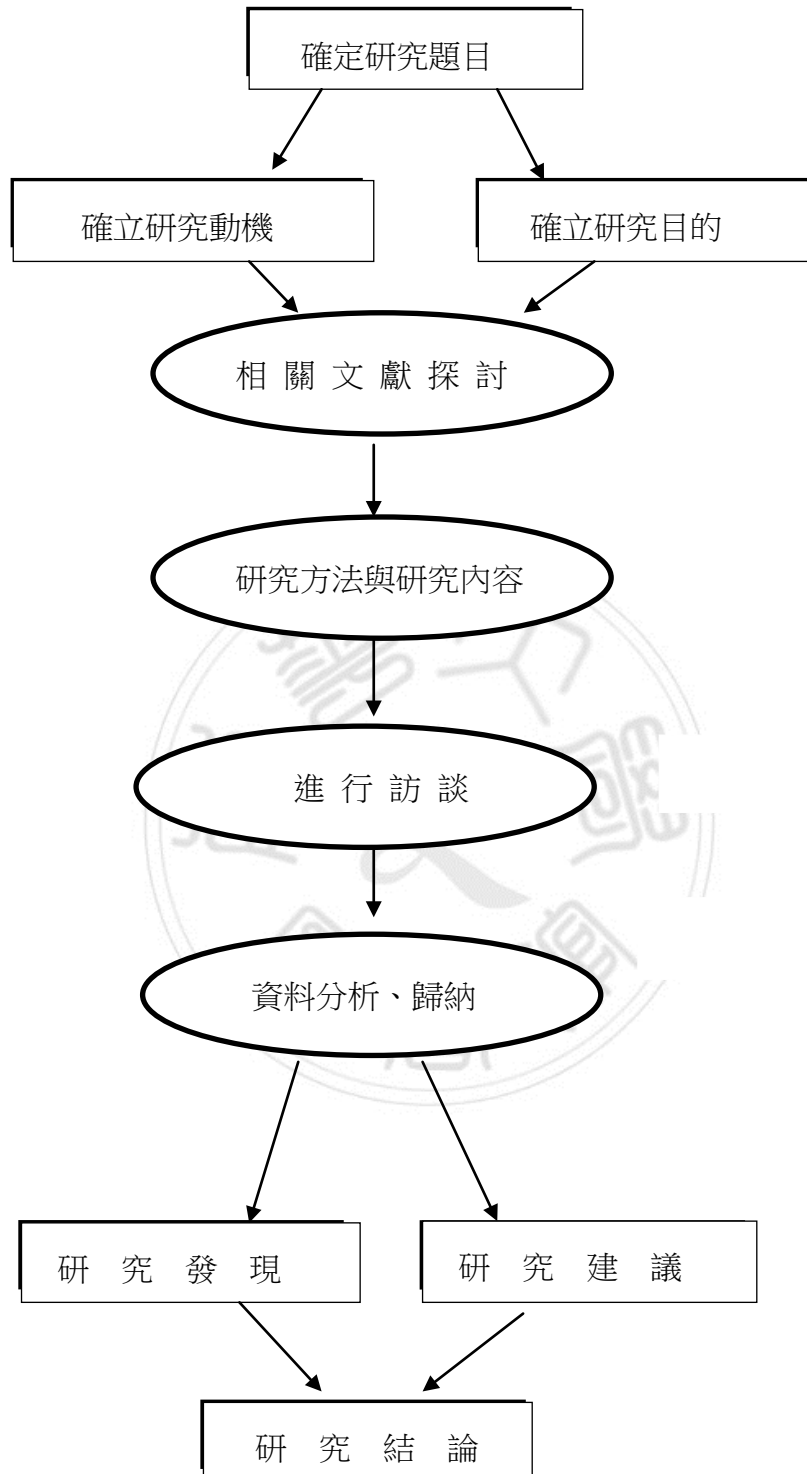 確定研究題目
確立研究動機
確立研究目的
相 關 文 獻 探 討
研究方法與研究內容
進 行 訪 談
資料分析、歸納
研 究 發 現
研 究 建 議
研 究 結 論